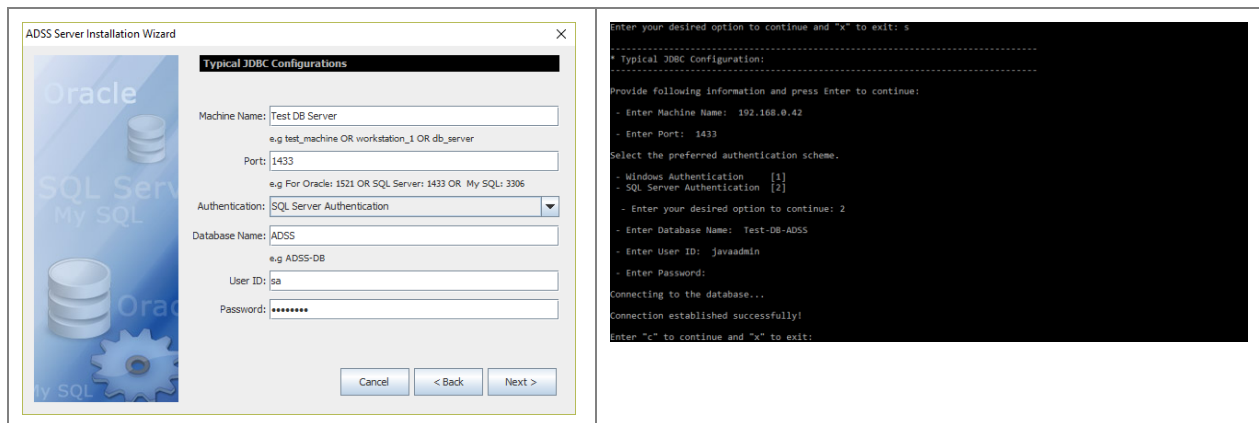 ADSS Server Installation Wizard
Typical JDBC Configurations
Oracle
SQL Serv
My SQL
Orac
My SQL
Machine Name: Test DB Server
e.g test_machine OR workstation_1 OR db_server
Port: 1433
e.g For Oracle: 1521 OR SQL Server: 1433 OR My SQL: 3306
Authentication: SQL Server Authentication
Database Name: ADSS
e.g ADSS-DB
User ID: sa
Password: ••••••••
Cancel < Back Next >
Enter your desired option to continue and "x" to exit: s
--------------------------------------------------------------------------------
* Typical JDBC Configuration:
--------------------------------------------------------------------------------
Provide following information and press Enter to continue:
- Enter Machine Name: 192.168.0.42
- Enter Port: 1433
Select the preferred authentication scheme.
- Windows Authentication [1]
- SQL Server Authentication [2]
- Enter your desired option to continue: 2
- Enter Database Name: Test-DB-ADSS
- Enter User ID: javaadmin
- Enter Password:
Connecting to the database...
Connection established successfully!
Enter "c" to continue and "x" to exit: